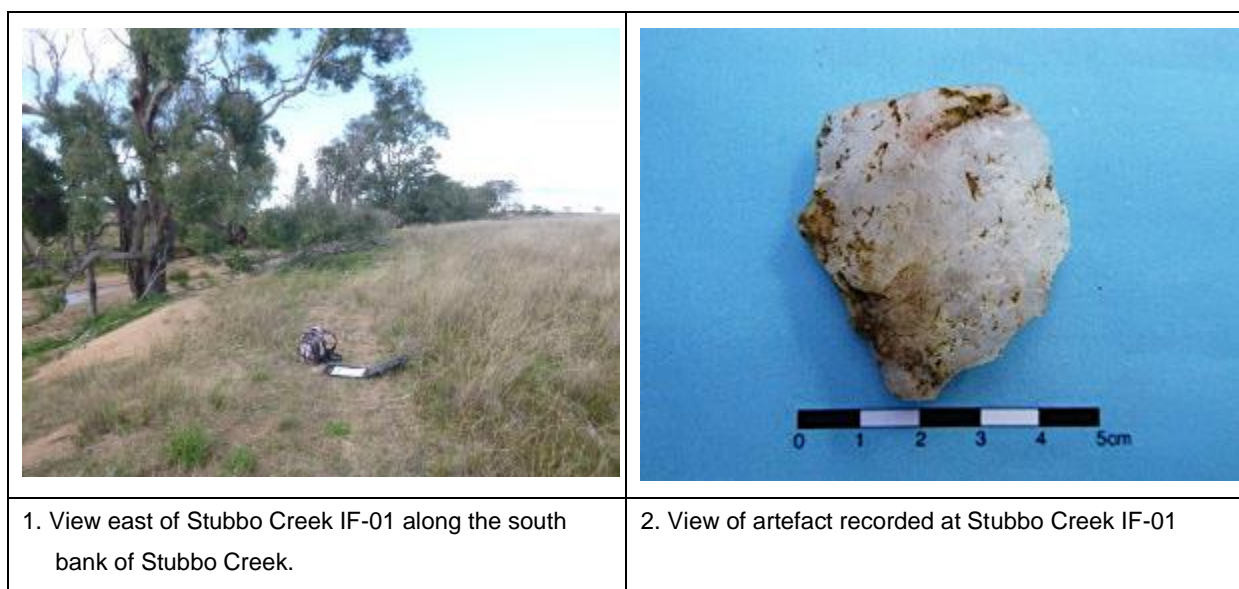 0 1 2 3 4 5cm
1. View east of Stubbo Creek IF-01 along the south
bank of Stubbo Creek.
2. View of artefact recorded at Stubbo Creek IF-01